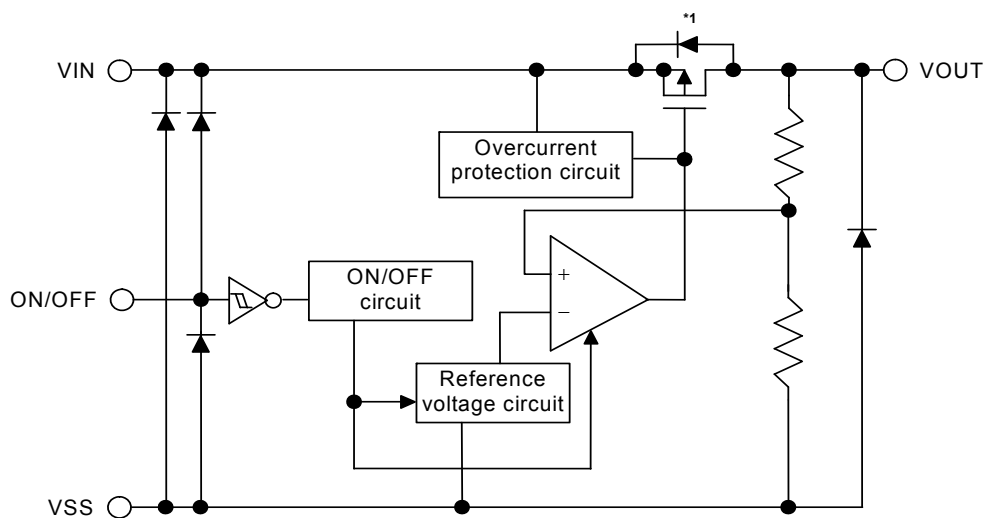 *1
VIN
VOUT
Overcurrent
protection circuit
+
−
ON/OFF
ON/OFF
circuit
Reference
voltage circuit
VSS